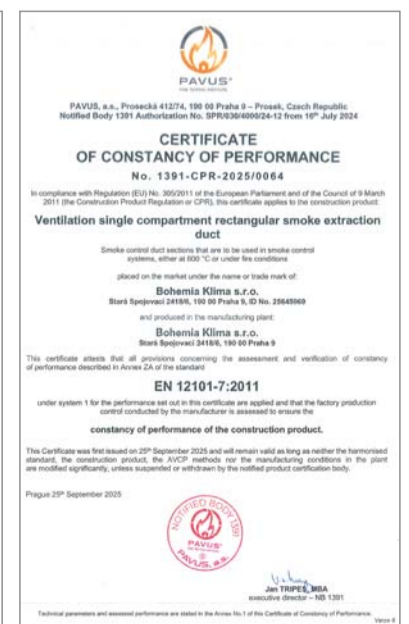 PAVUS®
PAVUS, a.s., Prosecká 412/74, 190 00 Praha 9 – Prosek, Czech Republic
Notified Body 1391 Authorization No. SPR/036/4000/24-12 from 16th July 2024
CERTIFICATE
OF CONSTANCY OF PERFORMANCE
No. 1391-CPR-2025/0064
In compliance with Regulation (EU) No. 305/2011 of the European Parliament and of the Council of 9 March
2011 (the Construction Product Regulation or CPR), this certificate applies to the construction product:
Ventilation single compartment rectangular smoke extraction
duct
Smoke control duct sections that are to be used in smoke control
systems, either at 600 °C or under fire conditions
placed on the market under the name or trade mark of:
Bohemia Klima s.r.o.
Stará Spojovací 2418/6, 190 00 Praha 9, ID No. 25645969
and produced in the manufacturing plant:
Bohemia Klima s.r.o.
Stará Spojovací 2418/6, 190 00 Praha 9
This certificate attests that all provisions concerning the assessment and verification of constancy
of performance described in Annex ZA of the standard
EN 12101-7:2011
under system 1 for the performance set out in this certificate are applied and that the factory production
control conducted by the manufacturer is assessed to ensure the
constancy of performance of the construction product.
This Certificate was first issued on 25th September 2025 and will remain valid as long as neither the harmonised
standard, the construction product, the AVCP methods nor the manufacturing conditions in the plant
are modified significantly, unless suspended or withdrawn by the notified product certification body.
Prague 25th September 2025
NOTIFIED BODY 1391
PAVUS
PAVUS, a.s.
Jan TRIPES, MBA
executive director – NB 1391
Technical parameters and assessed performance are stated in the Annex No.1 of this Certificate of Constancy of Performance.